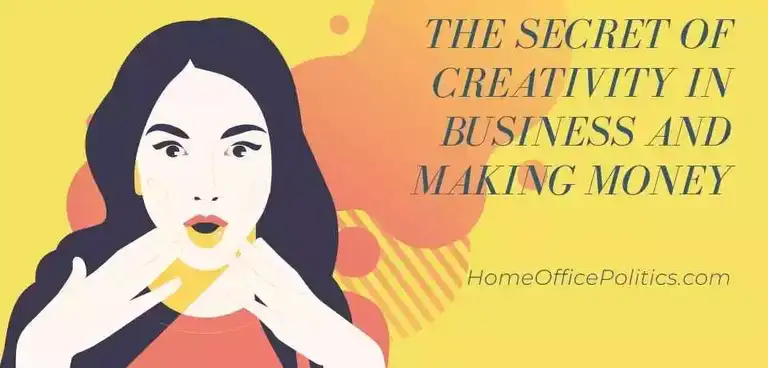 THE SECRET OF
CREATIVITY IN
BUSINESS AND
MAKING MONEY
HomeOfficePolitics.com